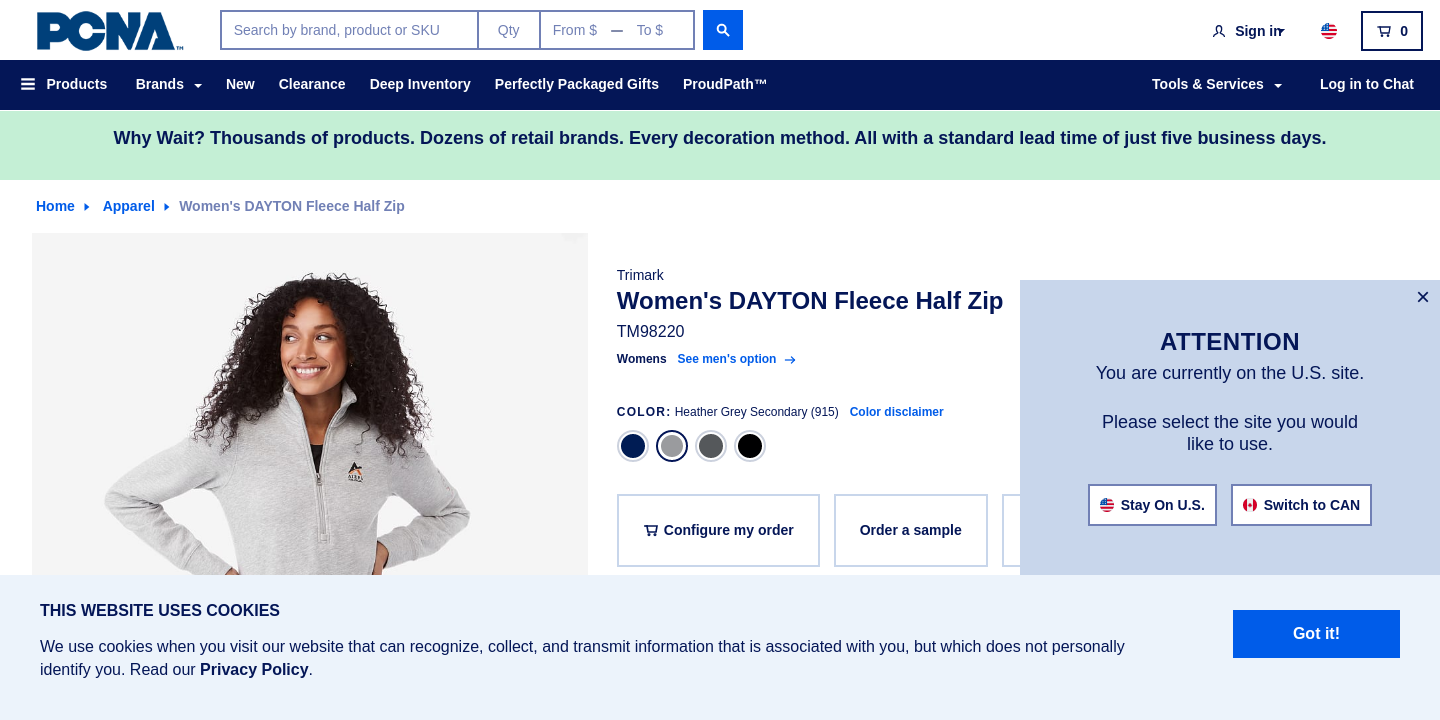 PCNA™
Search by brand, product or SKU
Qty
From $ — To $
Sign in
0
Products
Brands
New
Clearance
Deep Inventory
Perfectly Packaged Gifts
ProudPath™
Tools & Services
Log in to Chat
Why Wait? Thousands of products. Dozens of retail brands. Every decoration method. All with a standard lead time of just five business days.
Home
Apparel
Women's DAYTON Fleece Half Zip
Trimark
Women's DAYTON Fleece Half Zip
TM98220
Womens See men's option
COLOR: Heather Grey Secondary (915) Color disclaimer
Configure my order
Order a sample
×
ATTENTION
You are currently on the U.S. site.
Please select the site you would
like to use.
Stay On U.S.
Switch to CAN
THIS WEBSITE USES COOKIES
We use cookies when you visit our website that can recognize, collect, and transmit information that is associated with you, but which does not personally
identify you. Read our Privacy Policy.
Got it!